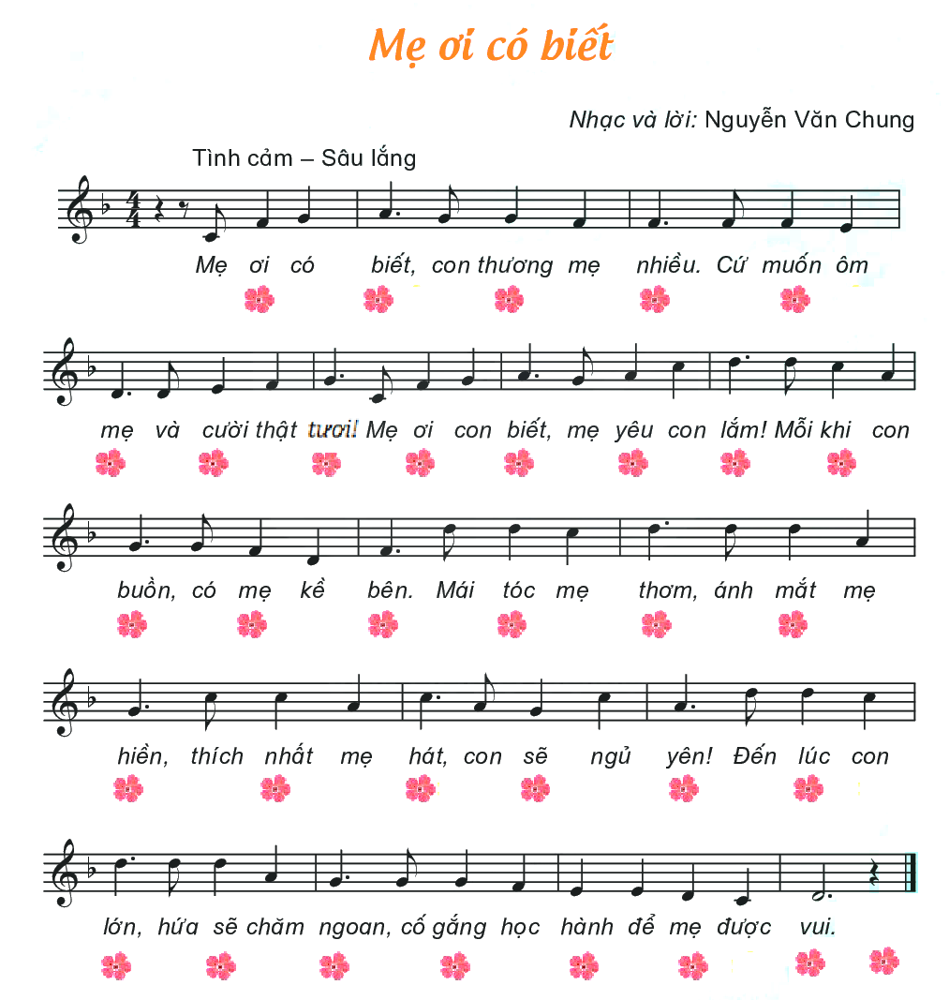 Mẹ ơi có biết
Nhạc và lời: Nguyễn Văn Chung
Tình cảm – Sâu lắng
4
4
Mẹ ơi có biết, con thương mẹ nhiều. Cứ muốn ôm
mẹ và cười thật tươi! Mẹ ơi con biết, mẹ yêu con lắm! Mỗi khi con
buồn, có mẹ kề bên. Mái tóc mẹ thơm, ánh mắt mẹ
hiền, thích nhất mẹ hát, con sẽ ngủ yên! Đến lúc con
lớn, hứa sẽ chăm ngoan, cố gắng học hành để mẹ được vui.